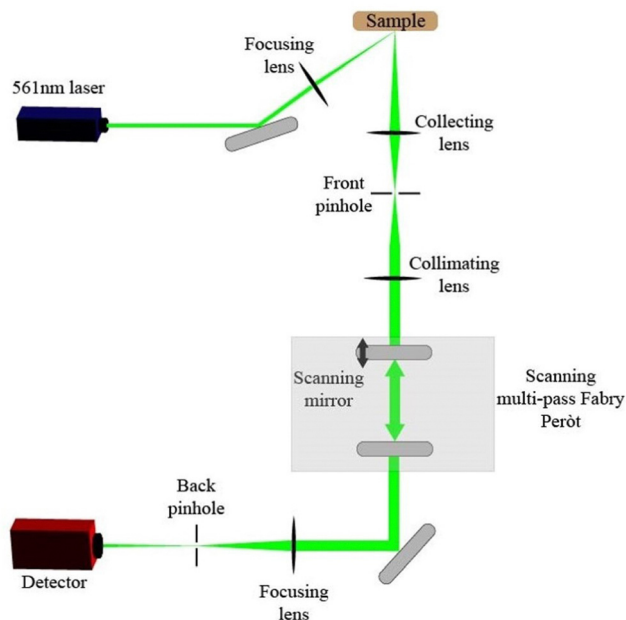 Sample
Focusing
lens
561nm laser
Collecting
lens
Front
pinhole
Collimating
lens
Scanning
mirror
Scanning
multi-pass Fabry
Peròt
Back
pinhole
Detector
Focusing
lens